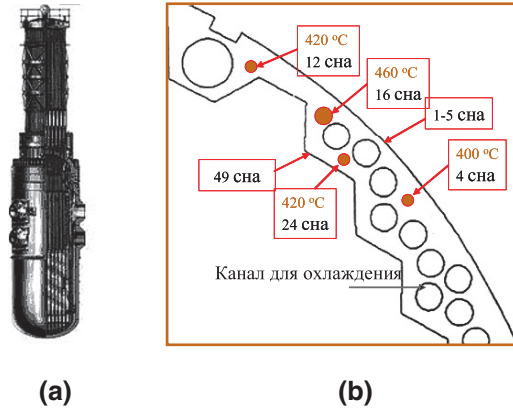 420 °C
12 сна
460 °C
16 сна
1-5 сна
400 °C
4 сна
49 сна
420 °C
24 сна
Канал для охлаждения
(a)
(b)